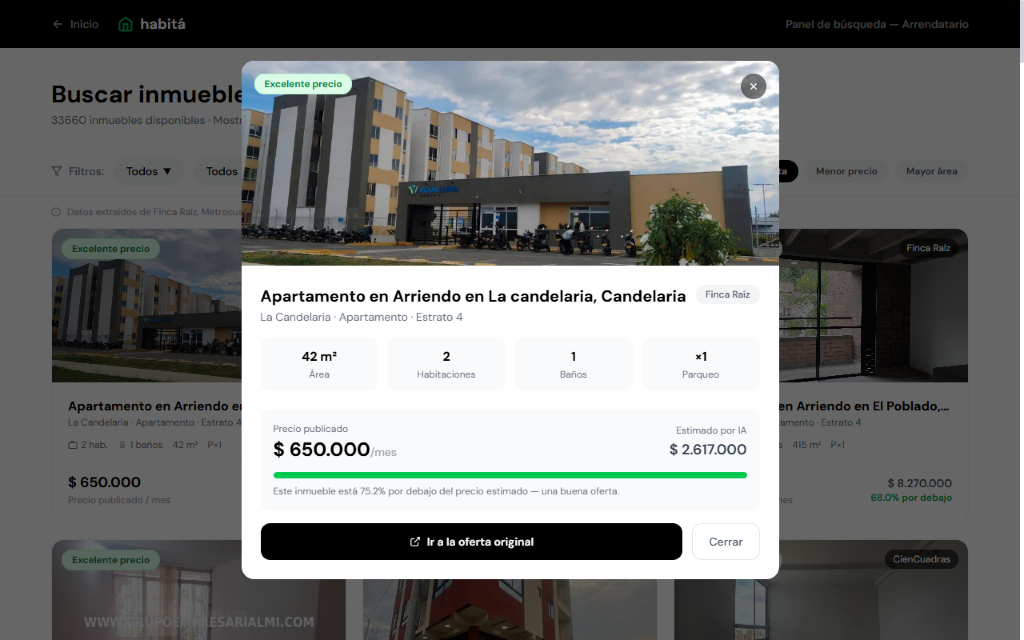 ← Inicio
habitá
Panel de búsqueda — Arrendatario
Buscar inmueble
33660 inmuebles disponibles · Mostr
Filtros:
Todos ▼
Todos
Menor precio
Mayor área
Datos extraídos de Finca Raíz, Metrocua
Excelente precio
Finca Raíz
Apartamento en Arriendo en
La Candelaria · Apartamento · Estrato 4
2 hab.
1 baños
42 m²
P×1
$ 650.000
Precio publicado / mes
en Arriendo en El Poblado,...
amento · Estrato 4
415 m²
P×1
$ 8.270.000
68.0% por debajo
Excelente precio
CienCuadras
Excelente precio
×
Apartamento en Arriendo en La candelaria, Candelaria
Finca Raíz
La Candelaria · Apartamento · Estrato 4
42 m²
Área
2
Habitaciones
1
Baños
×1
Parqueo
Precio publicado
$ 650.000/mes
Estimado por IA
$ 2.617.000
Este inmueble está 75.2% por debajo del precio estimado — una buena oferta.
Ir a la oferta original
Cerrar